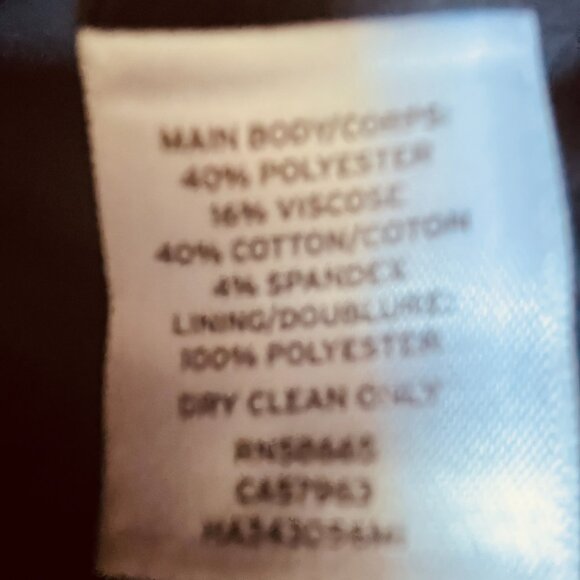 MAIN BODY/CORPS:
40% POLYESTER
16% VISCOSE
40% COTTON/COTON
4% SPANDEX
LINING/DOUBLURE:
100% POLYESTER
DRY CLEAN ONLY
CA57963